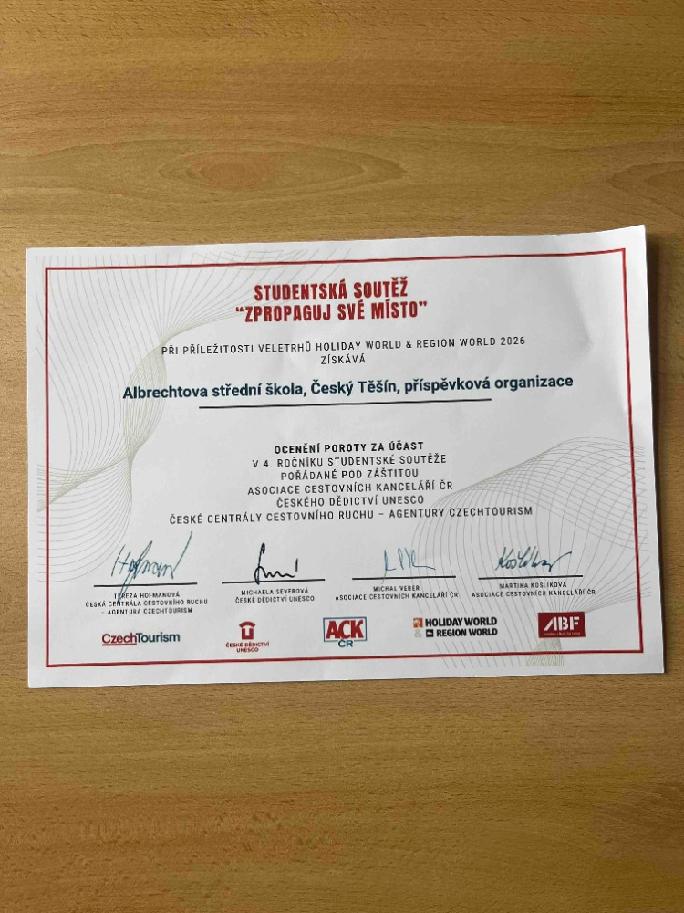 STUDENTSKÁ SOUTĚŽ
“ZPROPAGUJ SVÉ MÍSTO”
PŘI PŘÍLEŽITOSTI VELETRHŮ HOLIDAY WORLD & REGION WORLD 2026
ZÍSKÁVÁ
Albrechtova střední škola, Český Těšín, příspěvková organizace
OCENĚNÍ POROTY ZA ÚČAST
V 4. ROČNÍKU STUDENTSKÉ SOUTĚŽE
POŘÁDANÉ POD ZÁŠTITOU
ASOCIACE CESTOVNÍCH KANCELÁŘÍ ČR
ČESKÉHO DĚDICTVÍ UNESCO
ČESKÉ CENTRÁLY CESTOVNÍHO RUCHU – AGENTURY CZECHTOURISM
TEREZA HOFMANOVÁ
ČESKÁ CENTRÁLA CESTOVNÍHO RUCHU
– AGENTURA CZECHTOURISM
MICHAELA SEVEROVÁ
ČESKÉ DĚDICTVÍ UNESCO
MICHAL VEBER
ASOCIACE CESTOVNÍCH KANCELÁŘÍ ČR
MARTINA KOŠLÍKOVÁ
ASOCIACE CESTOVNÍCH KANCELÁŘÍ ČR
CzechTourism
ČESKÉ DĚDICTVÍ
UNESCO
ACK
ČR
HOLIDAY WORLD
& REGION WORLD
ABF